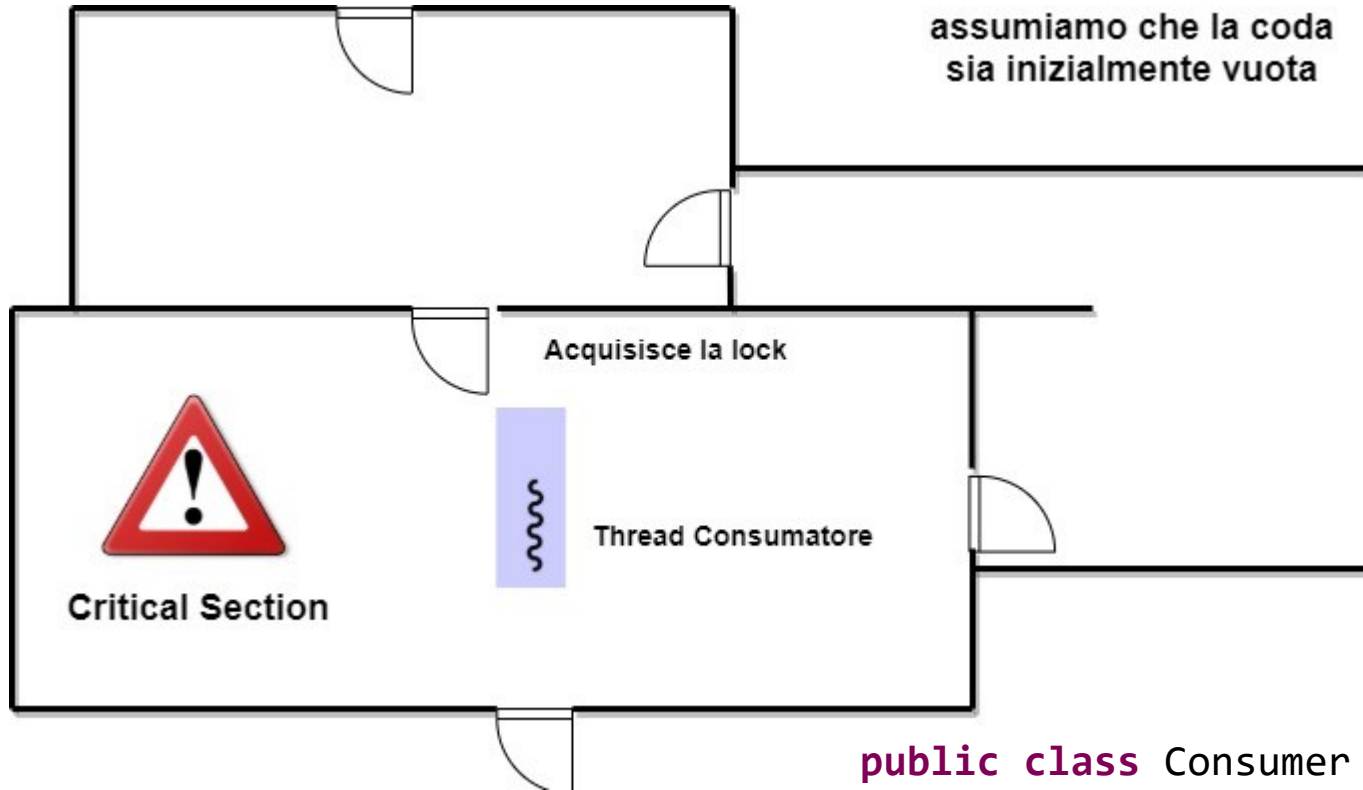 assumiamo che la coda
sia inizialmente vuota
Acquisisce la lock
Thread Consumatore
Critical Section
public class Consumer